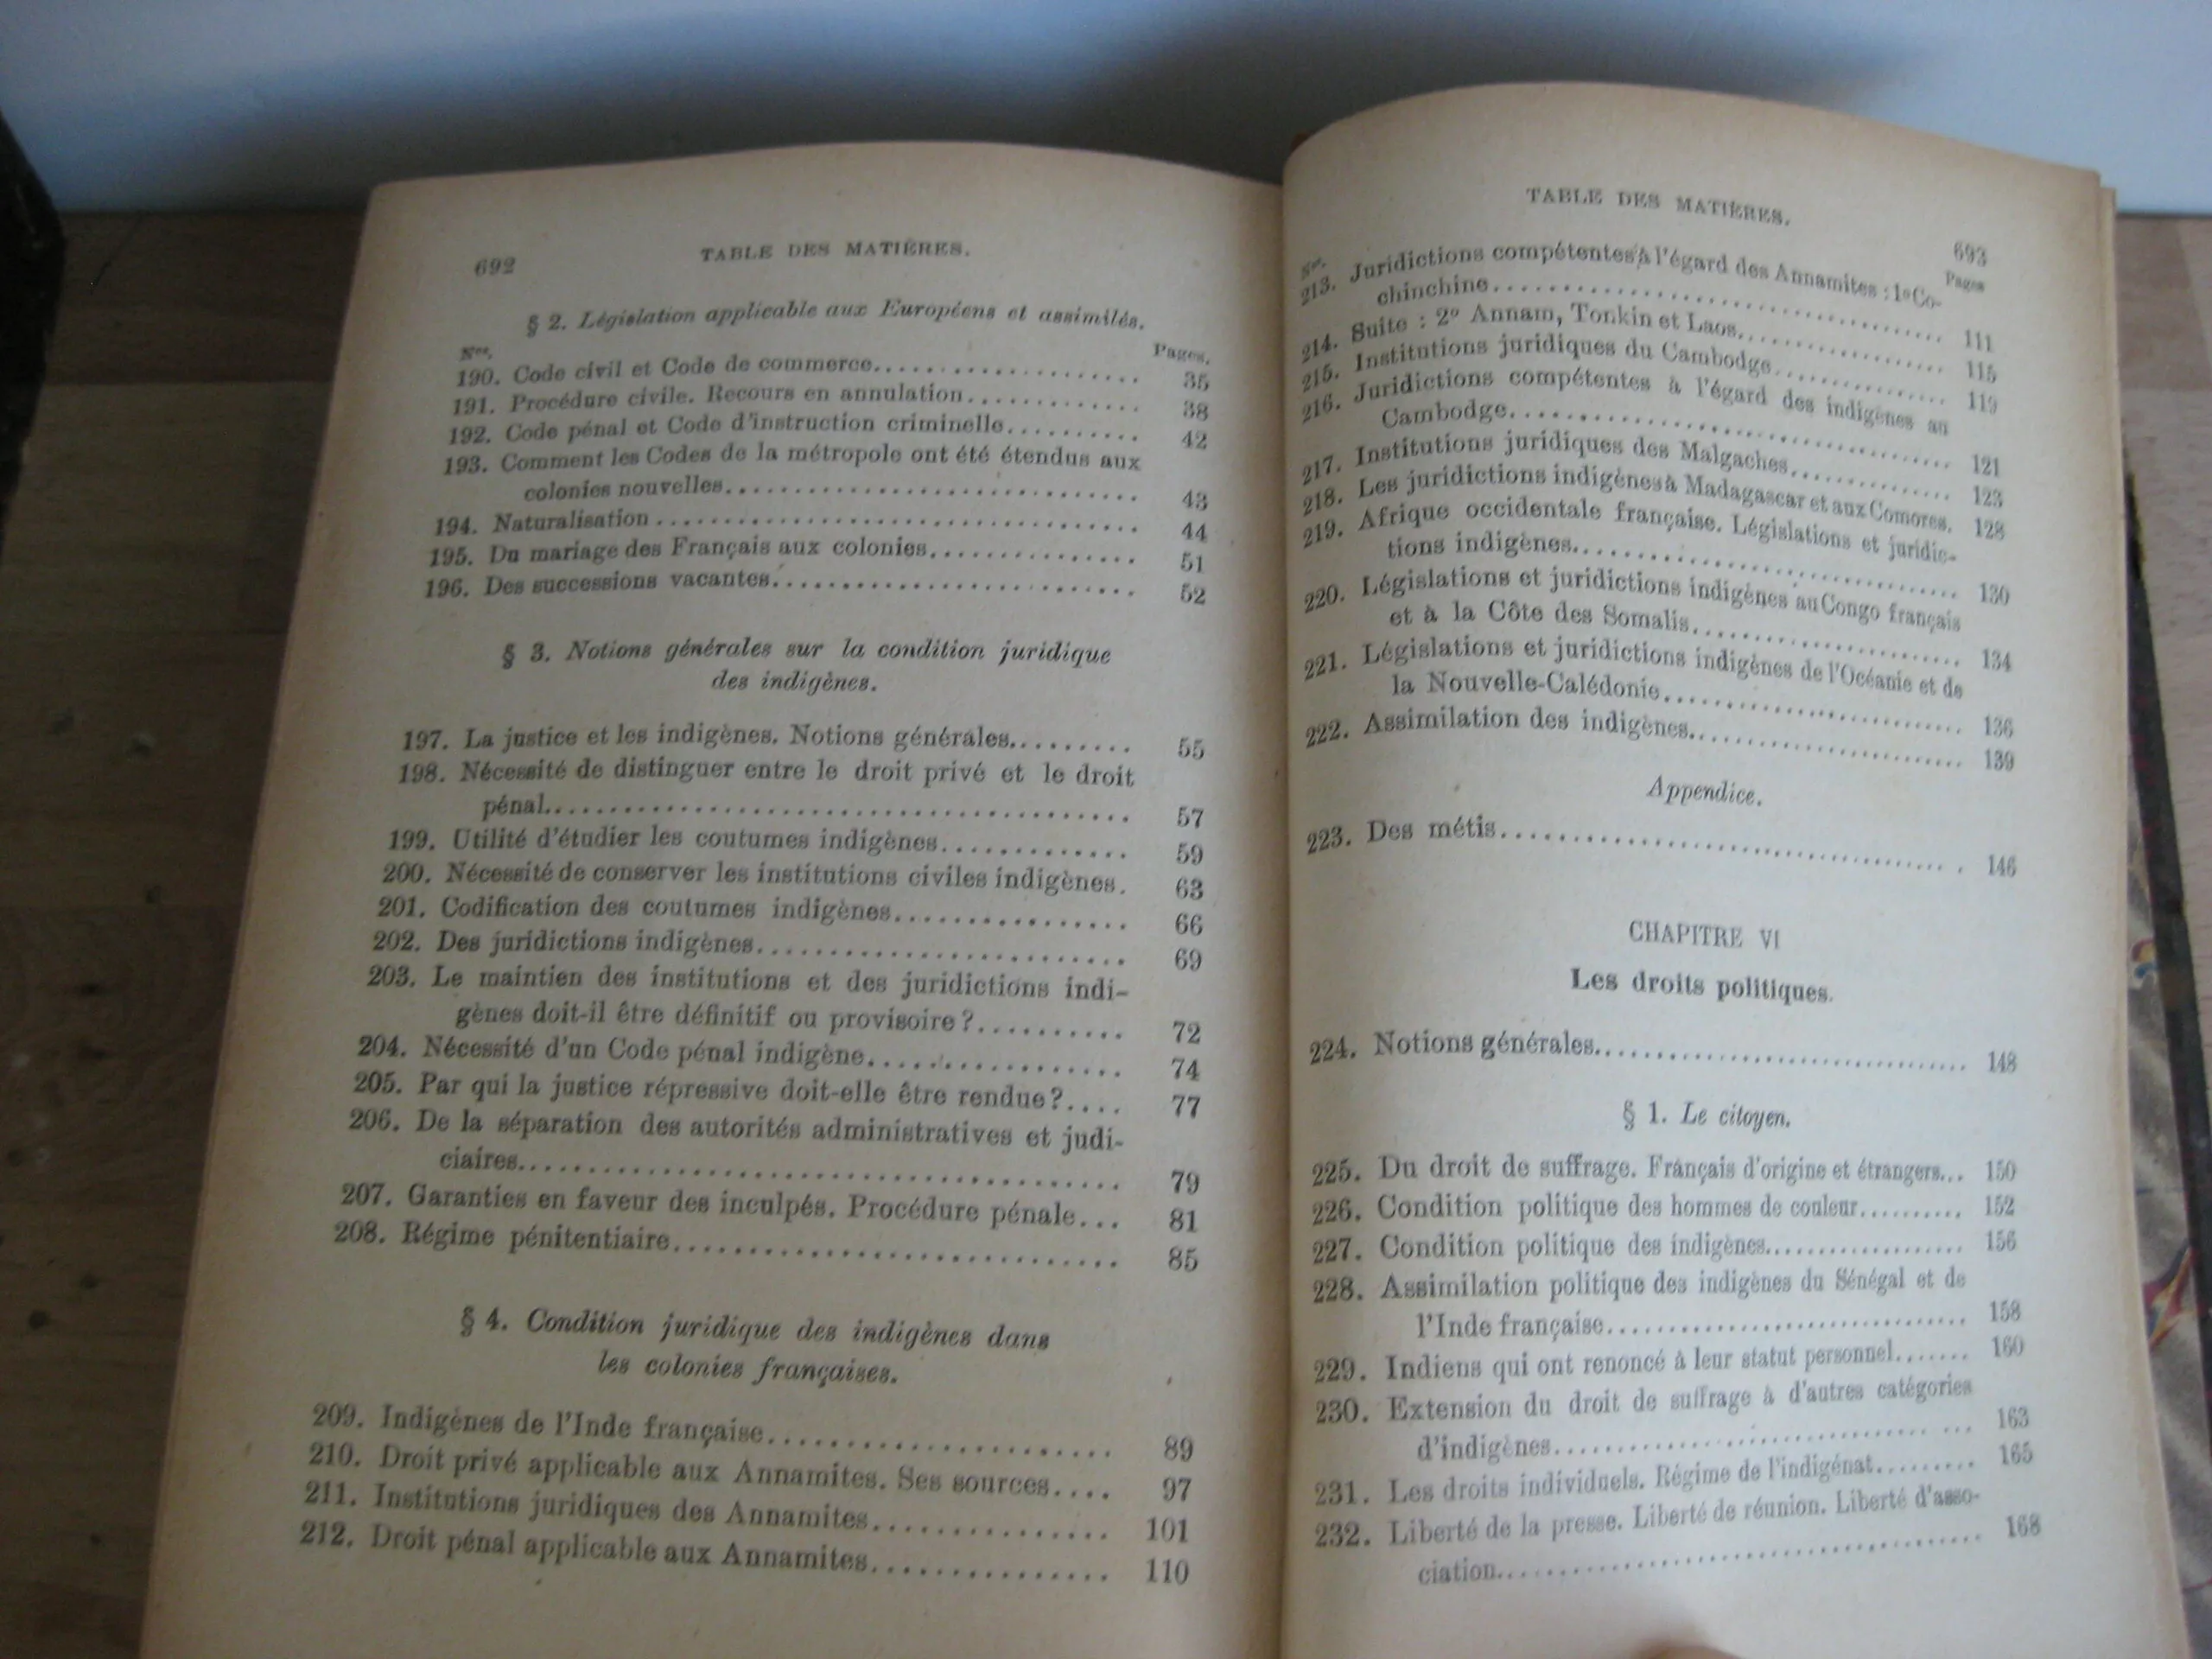 692
TABLE DES MATIÈRES.
§ 2. Législation applicable aux Européens et assimilés.
Nos. Pages.
190. Code civil et Code de commerce..................... 35
191. Procédure civile. Recours en annulation............. 38
192. Code pénal et Code d'instruction criminelle.......... 42
193. Comment les Codes de la métropole ont été étendus aux
colonies nouvelles............................... 43
194. Naturalisation ................................... 44
195. Du mariage des Français aux colonies............... 51
196. Des successions vacantes.......................... 52
§ 3. Notions générales sur la condition juridique
des indigènes.
197. La justice et les indigènes. Notions générales......... 55
198. Nécessité de distinguer entre le droit privé et le droit
pénal.......................................... 57
199. Utilité d'étudier les coutumes indigènes............. 59
200. Nécessité de conserver les institutions civiles indigènes. 63
201. Codification des coutumes indigènes................ 66
202. Des juridictions indigènes.......................... 69
203. Le maintien des institutions et des juridictions indi-
gènes doit-il être définitif ou provisoire ?.......... 72
204. Nécessité d'un Code pénal indigène................. 74
205. Par qui la justice répressive doit-elle être rendue ?.... 77
206. De la séparation des autorités administratives et judi-
ciaires......................................... 79
207. Garanties en faveur des inculpés. Procédure pénale... 81
208. Régime pénitentiaire.............................. 85
§ 4. Condition juridique des indigènes dans
les colonies françaises.
209. Indigènes de l'Inde française....................... 89
210. Droit privé applicable aux Annamites. Ses sources.... 97
211. Institutions juridiques des Annamites................ 101
212. Droit pénal applicable aux Annamites................ 110
TABLE DES MATIÈRES.
693
Nos. Pages
213. Juridictions compétentes à l'égard des Annamites : 1º Co-
chinchine................................... 111
214. Suite : 2º Annam, Tonkin et Laos................... 115
215. Institutions juridiques du Cambodge............... 119
216. Juridictions compétentes à l'égard des indigènes au
Cambodge................................... 121
217. Institutions juridiques des Malgaches............... 123
218. Les juridictions indigènes à Madagascar et aux Comores. 128
219. Afrique occidentale française. Législations et juridic-
tions indigènes............................... 130
220. Législations et juridictions indigènes au Congo français
et à la Côte des Somalis........................ 134
221. Législations et juridictions indigènes de l'Océanie et de
la Nouvelle-Calédonie......................... 136
222. Assimilation des indigènes........................ 139
Appendice.
223. Des métis..................................... 146
CHAPITRE VI
Les droits politiques.
224. Notions générales............................... 148
§ 1. Le citoyen.
225. Du droit de suffrage. Français d'origine et étrangers... 150
226. Condition politique des hommes de couleur.......... 152
227. Condition politique des indigènes................... 156
228. Assimilation politique des indigènes du Sénégal et de
l'Inde française............................... 158
229. Indiens qui ont renoncé à leur statut personnel....... 160
230. Extension du droit de suffrage à d'autres catégories
d'indigènes................................... 163
231. Les droits individuels. Régime de l'indigénat......... 165
232. Liberté de la presse. Liberté de réunion. Liberté d'asso-
ciation....................................... 168